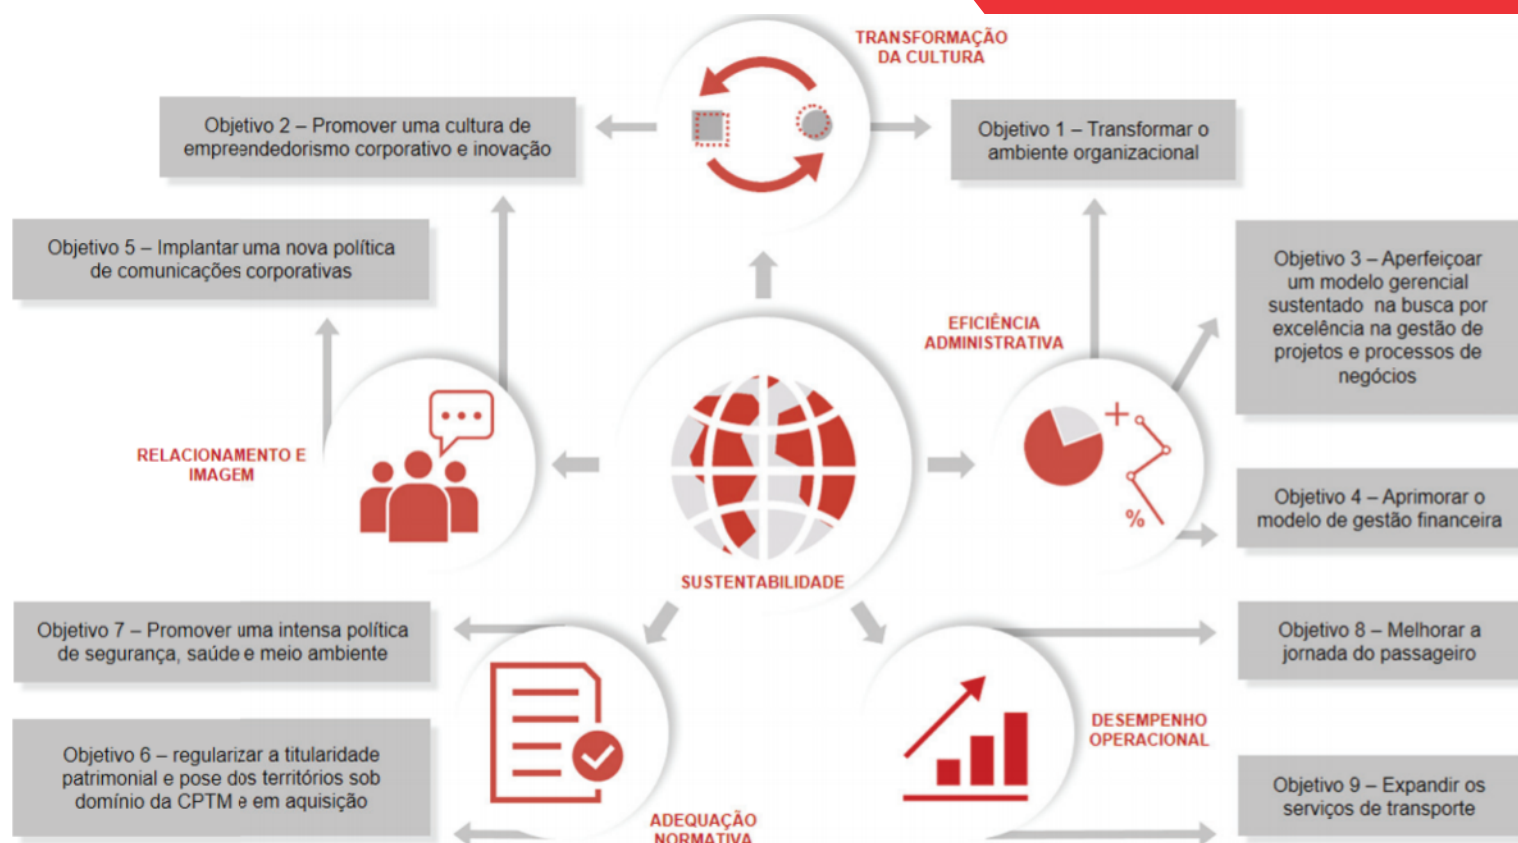 TRANSFORMAÇÃO
DA CULTURA
Objetivo 2 – Promover uma cultura de
empreendedorismo corporativo e inovação
Objetivo 1 – Transformar o
ambiente organizacional
Objetivo 5 – Implantar uma nova política
de comunicações corporativas
Objetivo 3 – Aperfeiçoar
um modelo gerencial
sustentado na busca por
excelência na gestão de
projetos e processos de
negócios
EFICIÊNCIA
ADMINISTRATIVA
RELACIONAMENTO E
IMAGEM
%
Objetivo 4 – Aprimorar o
modelo de gestão financeira
SUSTENTABILIDADE
Objetivo 7 – Promover uma intensa política
de segurança, saúde e meio ambiente
Objetivo 8 – Melhorar a
jornada do passageiro
DESEMPENHO
OPERACIONAL
Objetivo 6 – regularizar a titularidade
patrimonial e pose dos territórios sob
domínio da CPTM e em aquisição
Objetivo 9 – Expandir os
serviços de transporte
ADEQUAÇÃO
NORMATIVA